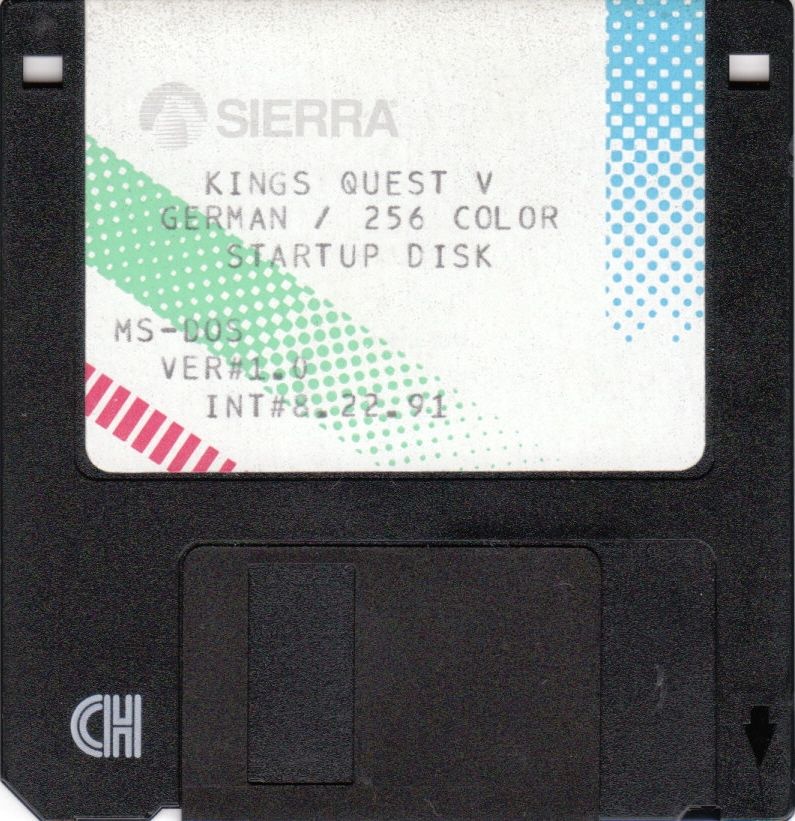 SIERRA
KINGS QUEST V
GERMAN / 256 COLOR
STARTUP DISK
MS-DOS
VER#1.0
INT#8.22.91
CH